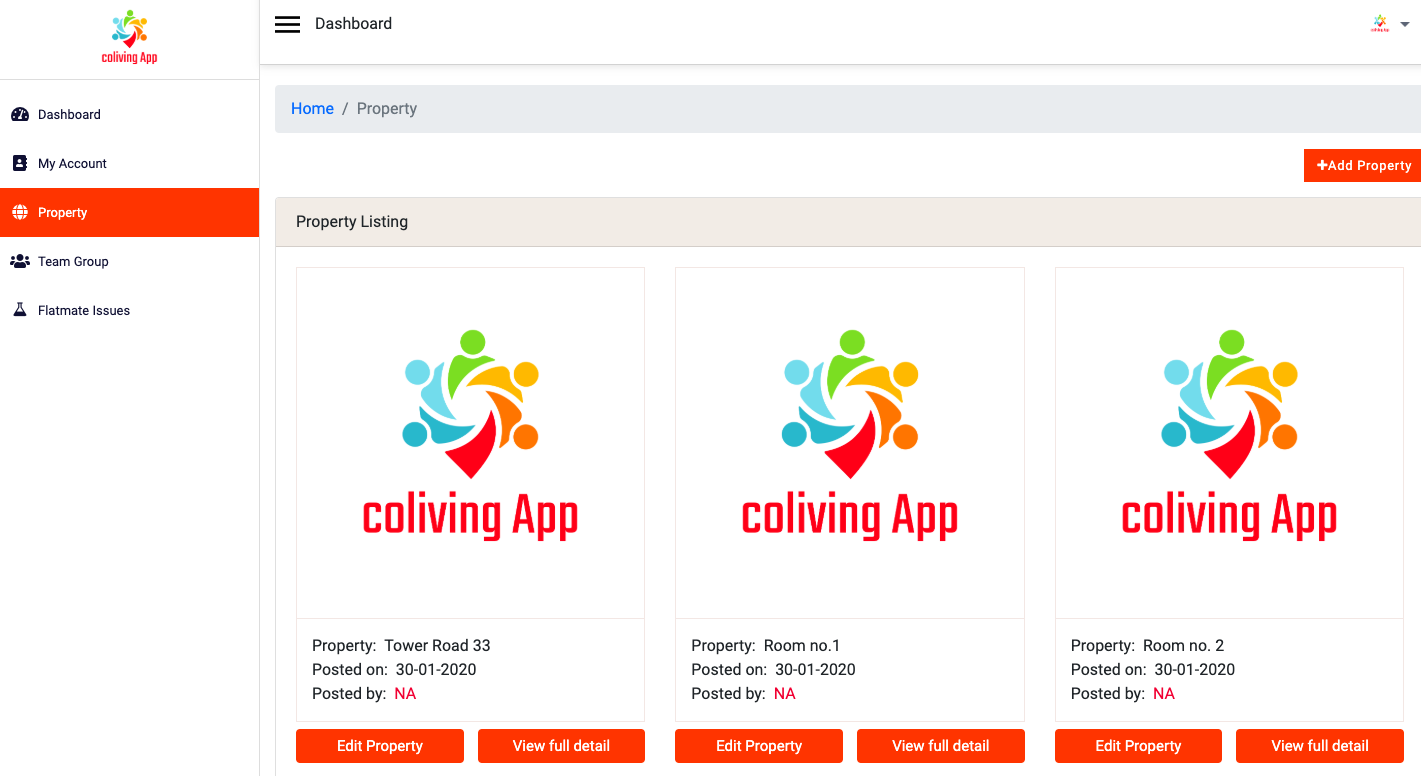 coliving App
Dashboard
Dashboard
My Account
Property
Team Group
Flatmate Issues
Home / Property
+Add Property
Property Listing
coliving App
coliving App
coliving App
Property: Tower Road 33
Posted on: 30-01-2020
Posted by: NA
Edit Property
View full detail
Property: Room no.1
Posted on: 30-01-2020
Posted by: NA
Edit Property
View full detail
Property: Room no. 2
Posted on: 30-01-2020
Posted by: NA
Edit Property
View full detail